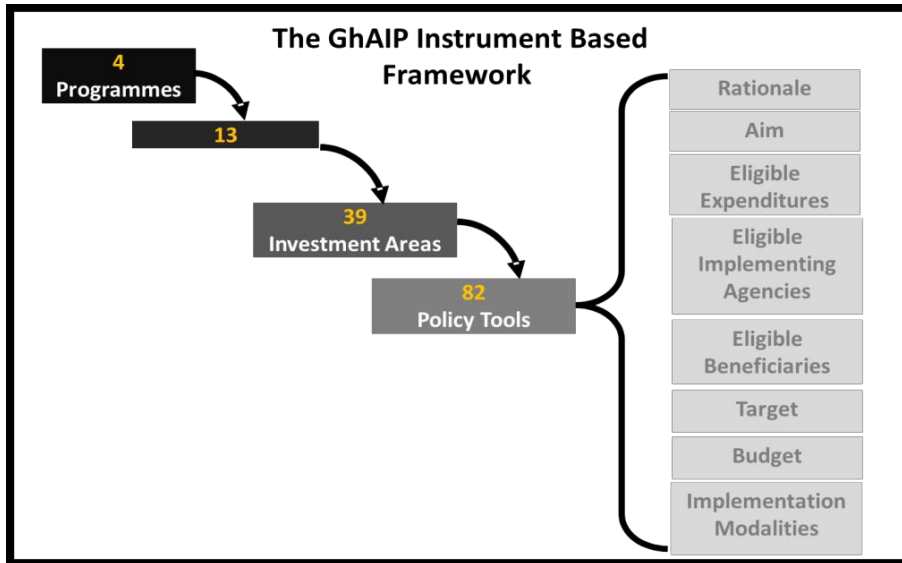 The GhAIP Instrument Based
Framework
4
Programmes
13
39
Investment Areas
82
Policy Tools
Rationale
Aim
Eligible
Expenditures
Eligible
Implementing
Agencies
Eligible
Beneficiaries
Target
Budget
Implementation
Modalities